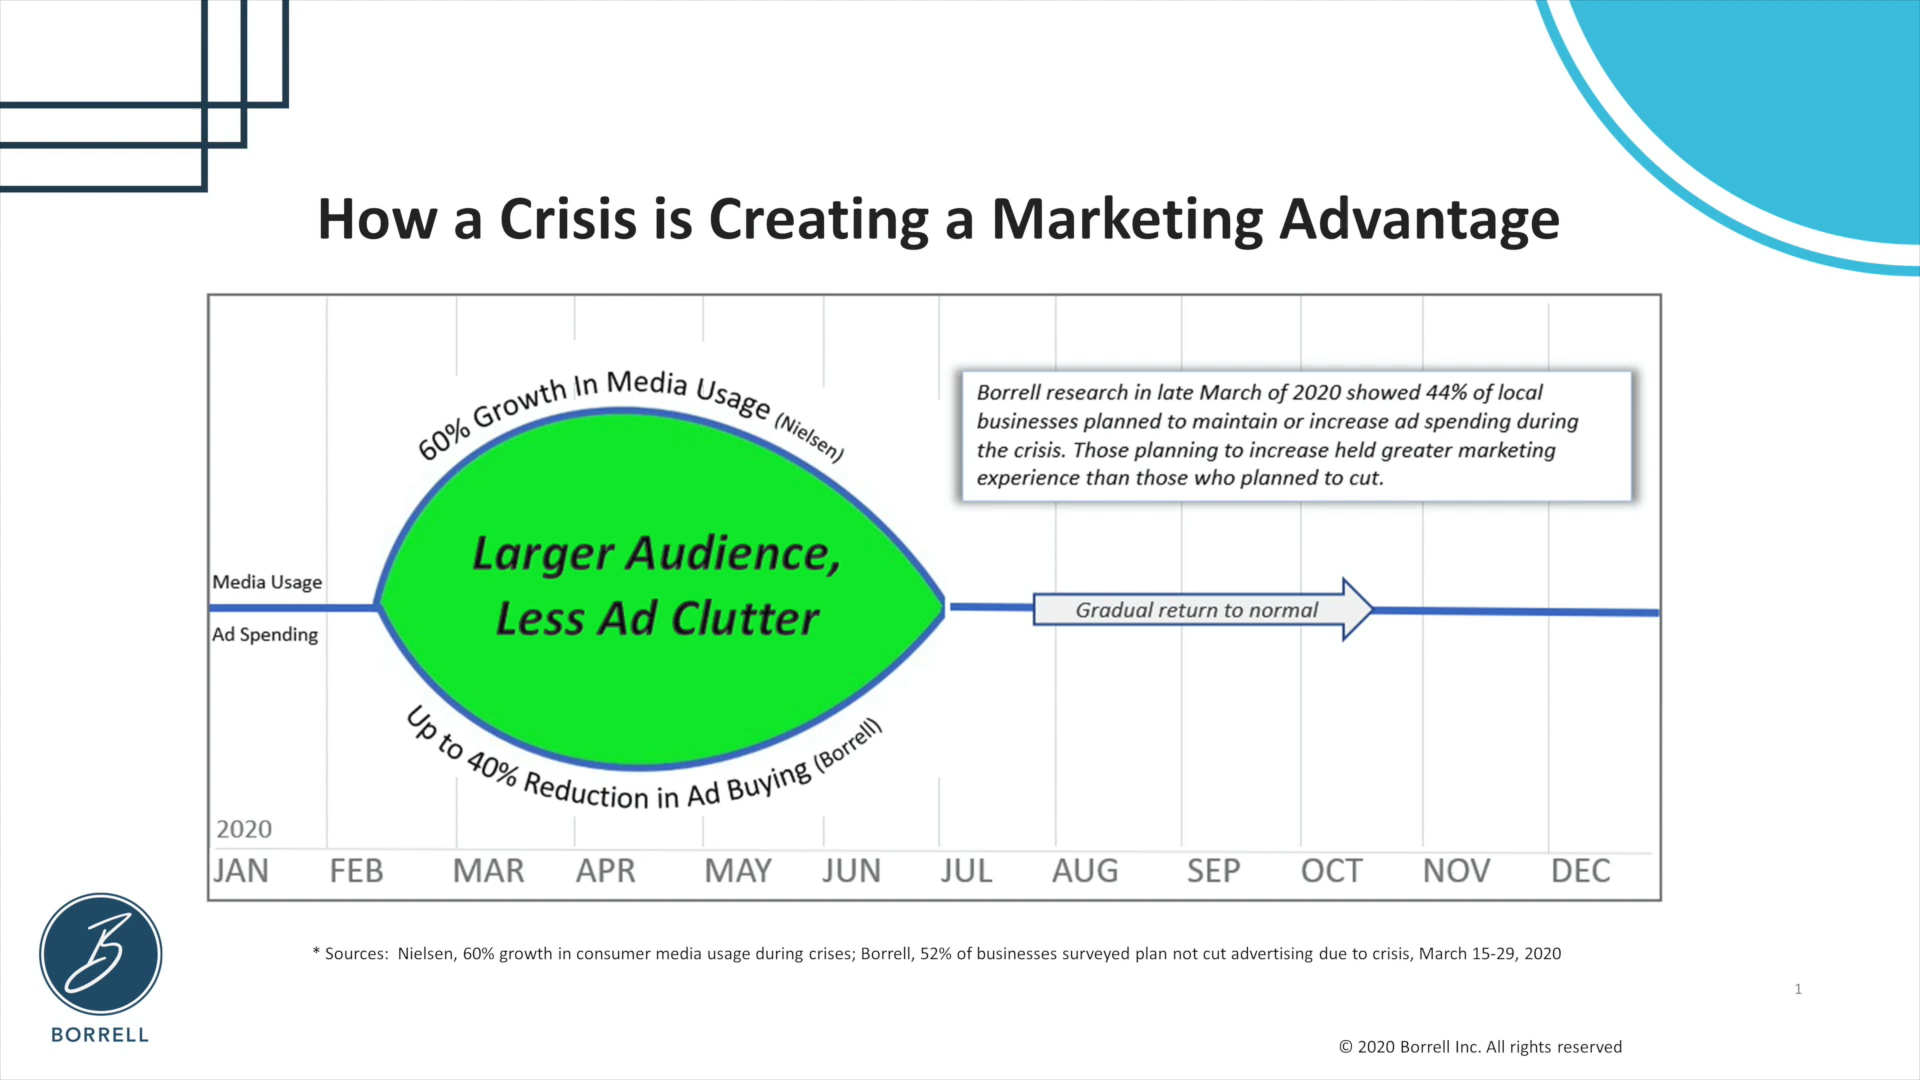 How a Crisis is Creating a Marketing Advantage
60% Growth In Media Usage (Nielsen)
Borrell research in late March of 2020 showed 44% of local
businesses planned to maintain or increase ad spending during
the crisis. Those planning to increase held greater marketing
experience than those who planned to cut.
Larger Audience,
Less Ad Clutter
Media Usage
Ad Spending
Gradual return to normal
Up to 40% Reduction in Ad Buying (Borrell)
2020
JAN FEB MAR APR MAY JUN JUL AUG SEP OCT NOV DEC
* Sources: Nielsen, 60% growth in consumer media usage during crises; Borrell, 52% of businesses surveyed plan not cut advertising due to crisis, March 15-29, 2020
1
B
BORRELL
© 2020 Borrell Inc. All rights reserved